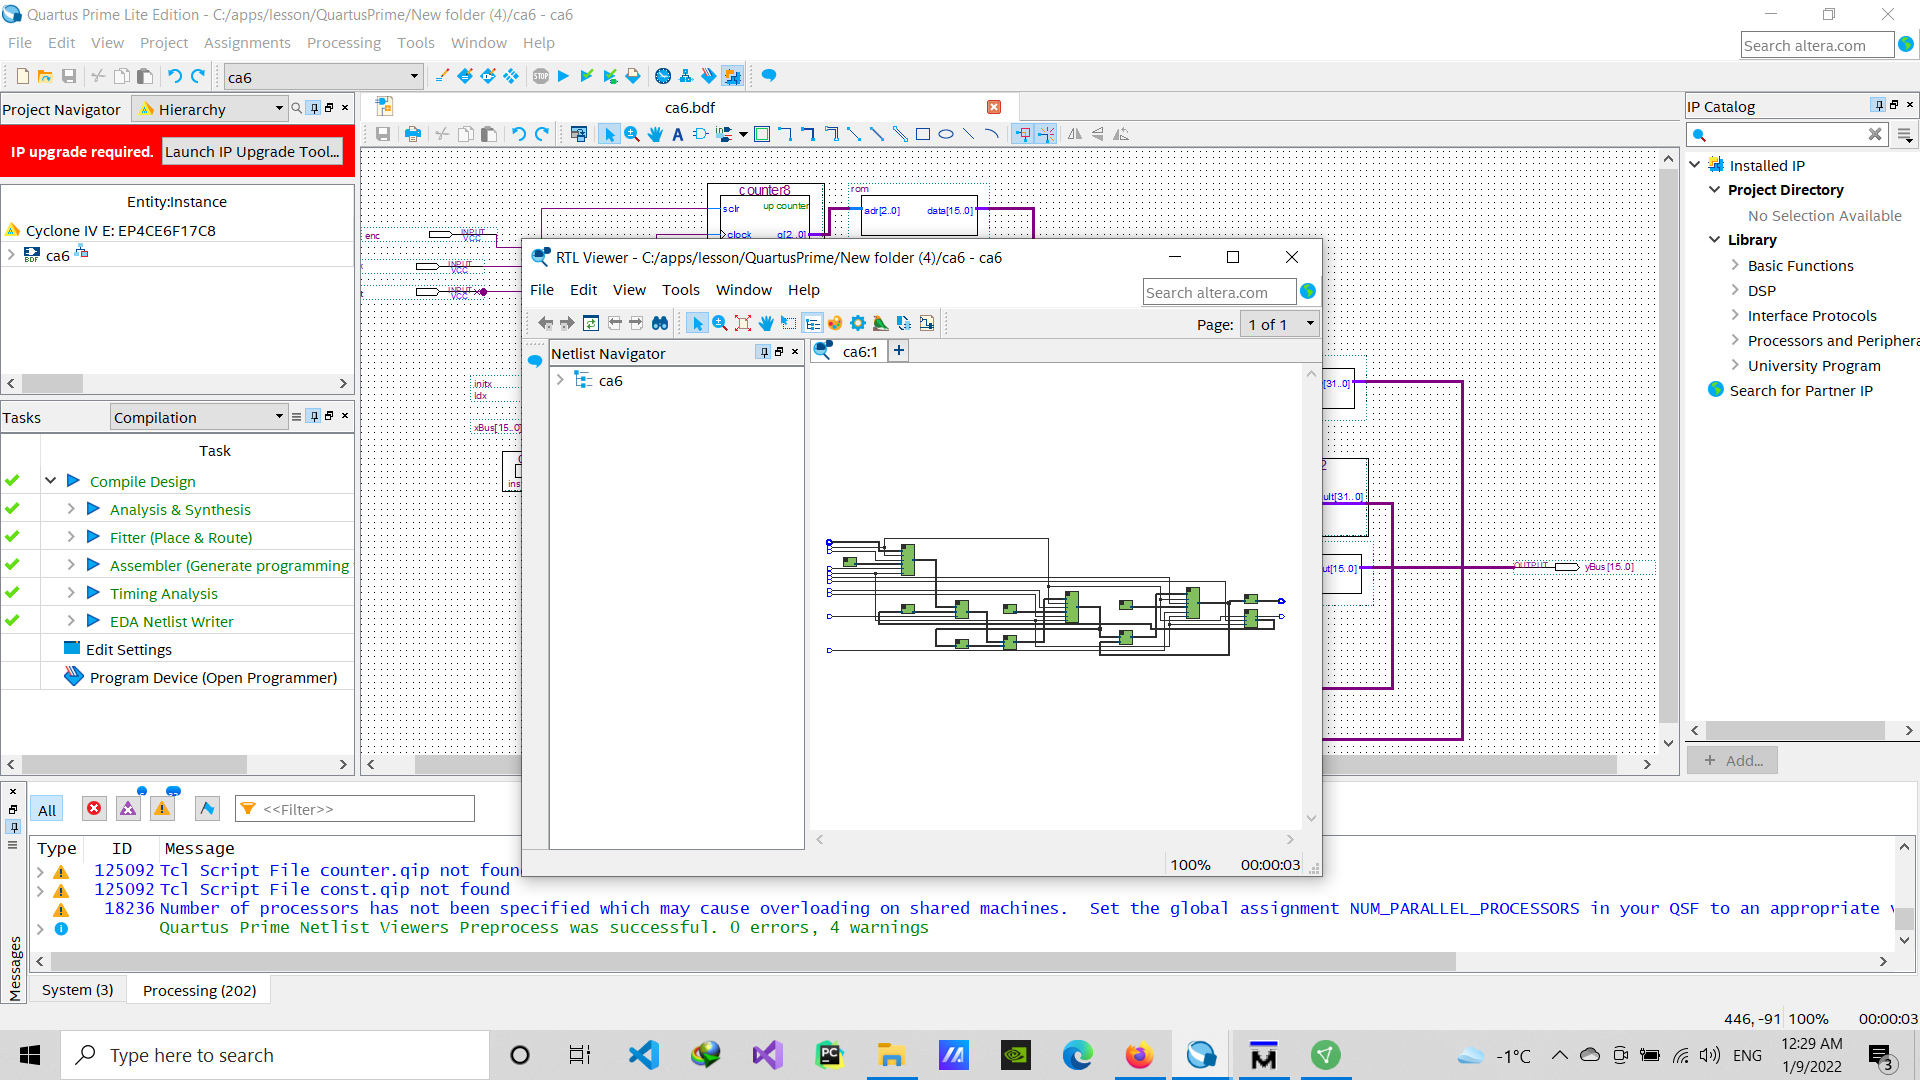 Quartus Prime Lite Edition - C:/apps/lesson/QuartusPrime/New folder (4)/ca6 - ca6
File Edit View Project Assignments Processing Tools Window Help
Search altera.com
ca6
Project Navigator Hierarchy
IP upgrade required. Launch IP Upgrade Tool...
Entity:Instance
Cyclone IV E: EP4CE6F17C8
ca6
Tasks Compilation
Task
Compile Design
Analysis & Synthesis
Fitter (Place & Route)
Assembler (Generate programming
Timing Analysis
EDA Netlist Writer
Edit Settings
Program Device (Open Programmer)
ca6.bdf
counter8
sclr
up counter
clock
q[2..0]
rom
adr[2..0]
data[15..0]
enc
INPUT
VCC
INPUT
VCC
INPUT
VCC
initx
ldx
xBus[15..0]
ins
[31..0]
ult[31..0]
ut[15..0]
OUTPUT
yBus[15..0]
RTL Viewer - C:/apps/lesson/QuartusPrime/New folder (4)/ca6 - ca6
File Edit View Tools Window Help
Search altera.com
Page: 1 of 1
Netlist Navigator
ca6
ca6:1
100% 00:00:03
IP Catalog
Installed IP
Project Directory
No Selection Available
Library
Basic Functions
DSP
Interface Protocols
Processors and Periphera
University Program
Search for Partner IP
+ Add...
All
<<Filter>>
Type ID Message
125092 Tcl Script File counter.qip not foun
125092 Tcl Script File const.qip not found
18236 Number of processors has not been specified which may cause overloading on shared machines. Set the global assignment NUM_PARALLEL_PROCESSORS in your QSF to an appropriate v
Quartus Prime Netlist Viewers Preprocess was successful. 0 errors, 4 warnings
Messages
System (3) Processing (202)
446, -91 100% 00:00:03
Type here to search
-1°C
ENG
12:29 AM
1/9/2022
3